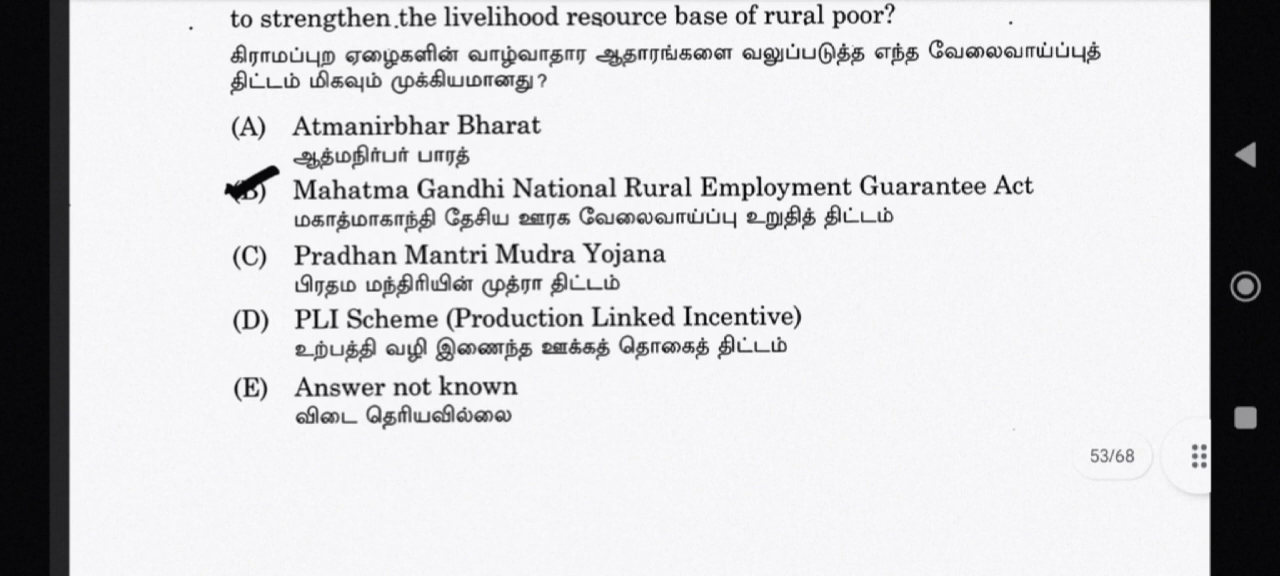 to strengthen the livelihood resource base of rural poor?
கிராமப்புற ஏழைகளின் வாழ்வாதார ஆதாரங்களை வலுப்படுத்த எந்த வேலைவாய்ப்புத்
திட்டம் மிகவும் முக்கியமானது?
(A) Atmanirbhar Bharat
ஆத்மநிர்பர் பாரத்
(B) Mahatma Gandhi National Rural Employment Guarantee Act
மகாத்மாகாந்தி தேசிய ஊரக வேலைவாய்ப்பு உறுதித் திட்டம்
(C) Pradhan Mantri Mudra Yojana
பிரதம மந்திரியின் முத்ரா திட்டம்
(D) PLI Scheme (Production Linked Incentive)
உற்பத்தி வழி இணைந்த ஊக்கத் தொகைத் திட்டம்
(E) Answer not known
விடை தெரியவில்லை
53/68